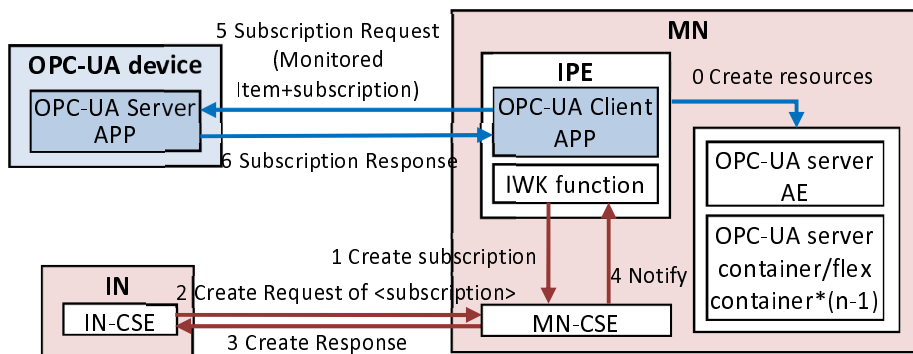 MN
5 Subscription Request
(Monitored
Item+subscription)
OPC-UA device
OPC-UA Server
APP
IPE
OPC-UA Client
APP
0 Create resources
6 Subscription Response
IWK function
OPC-UA server
AE
OPC-UA server
container/flex
container*(n-1)
1 Create subscription
4 Notify
IN
2 Create Request of <subscription>
IN-CSE
MN-CSE
3 Create Response